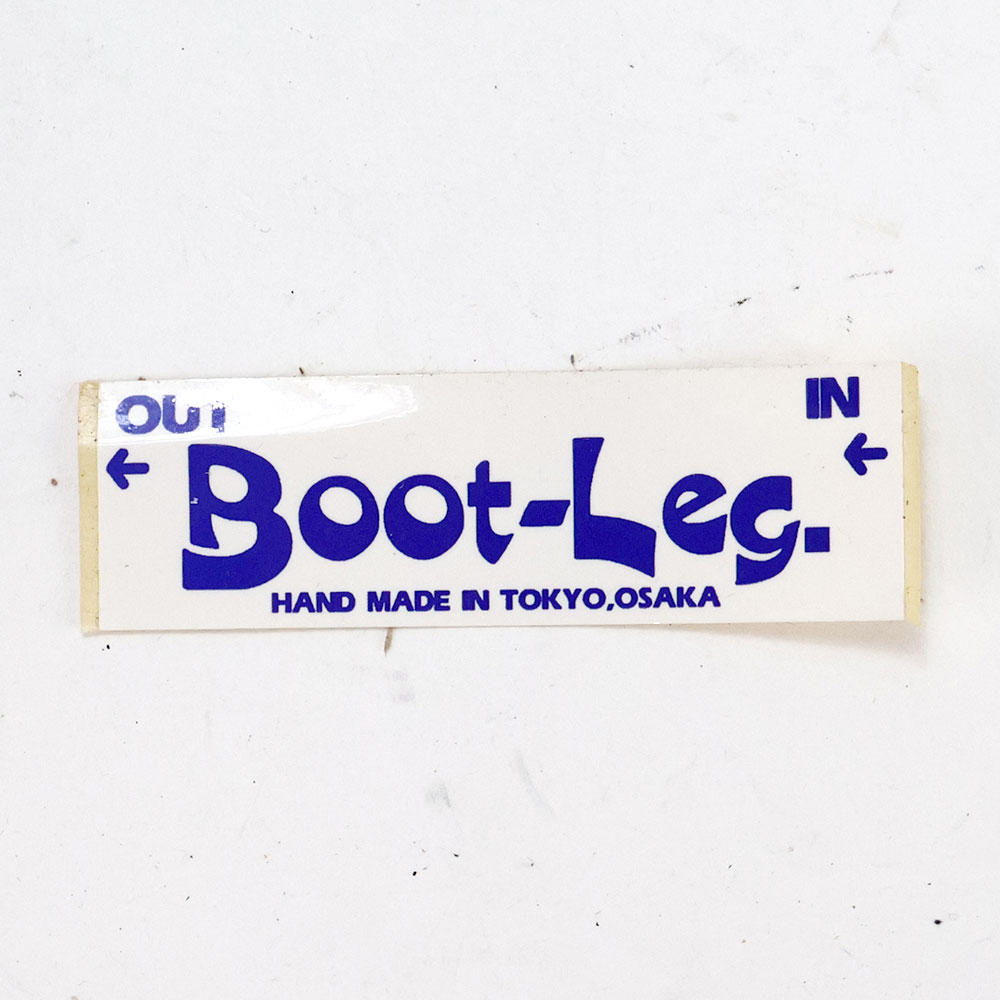 OUT IN
← ←
Boot-Leg.
HAND MADE IN TOKYO,OSAKA